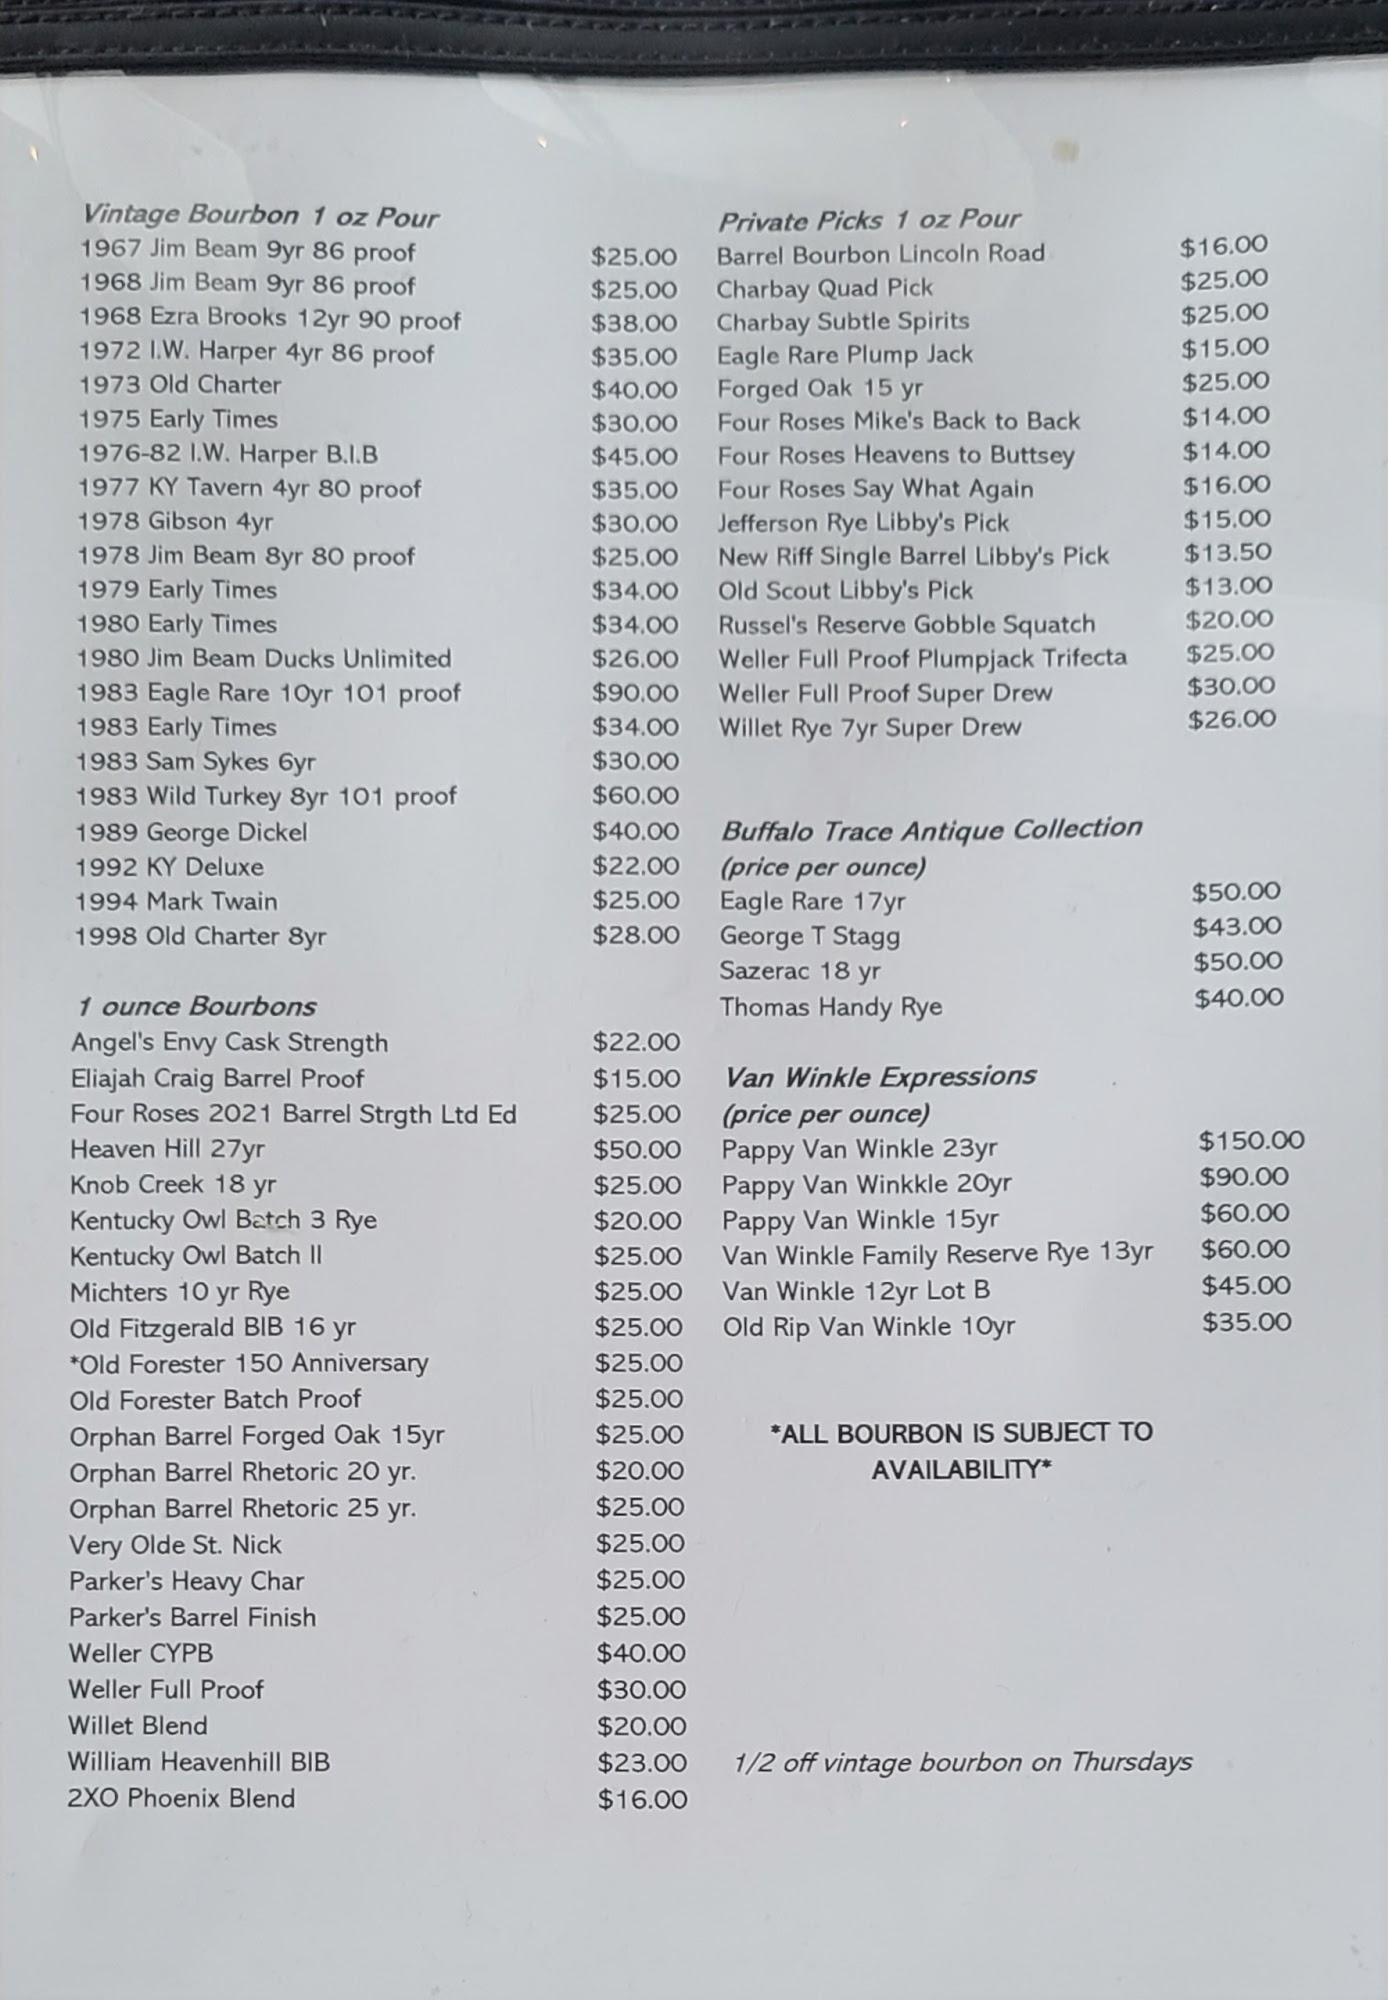 Vintage Bourbon 1 oz Pour
1967 Jim Beam 9yr 86 proof $25.00
1968 Jim Beam 9yr 86 proof $25.00
1968 Ezra Brooks 12yr 90 proof $38.00
1972 I.W. Harper 4yr 86 proof $35.00
1973 Old Charter $40.00
1975 Early Times $30.00
1976-82 I.W. Harper B.I.B $45.00
1977 KY Tavern 4yr 80 proof $35.00
1978 Gibson 4yr $30.00
1978 Jim Beam 8yr 80 proof $25.00
1979 Early Times $34.00
1980 Early Times $34.00
1980 Jim Beam Ducks Unlimited $26.00
1983 Eagle Rare 10yr 101 proof $90.00
1983 Early Times $34.00
1983 Sam Sykes 6yr $30.00
1983 Wild Turkey 8yr 101 proof $60.00
1989 George Dickel $40.00
1992 KY Deluxe $22.00
1994 Mark Twain $25.00
1998 Old Charter 8yr $28.00
1 ounce Bourbons
Angel's Envy Cask Strength $22.00
Eliajah Craig Barrel Proof $15.00
Four Roses 2021 Barrel Strgth Ltd Ed $25.00
Heaven Hill 27yr $50.00
Knob Creek 18 yr $25.00
Kentucky Owl Batch 3 Rye $20.00
Kentucky Owl Batch II $25.00
Michters 10 yr Rye $25.00
Old Fitzgerald BIB 16 yr $25.00
*Old Forester 150 Anniversary $25.00
Old Forester Batch Proof $25.00
Orphan Barrel Forged Oak 15yr $25.00
Orphan Barrel Rhetoric 20 yr. $20.00
Orphan Barrel Rhetoric 25 yr. $25.00
Very Olde St. Nick $25.00
Parker's Heavy Char $25.00
Parker's Barrel Finish $25.00
Weller CYPB $40.00
Weller Full Proof $30.00
Willet Blend $20.00
William Heavenhill BIB $23.00
2XO Phoenix Blend $16.00
Private Picks 1 oz Pour
Barrel Bourbon Lincoln Road $16.00
Charbay Quad Pick $25.00
Charbay Subtle Spirits $25.00
Eagle Rare Plump Jack $15.00
Forged Oak 15 yr $25.00
Four Roses Mike's Back to Back $14.00
Four Roses Heavens to Buttsey $14.00
Four Roses Say What Again $16.00
Jefferson Rye Libby's Pick $15.00
New Riff Single Barrel Libby's Pick $13.50
Old Scout Libby's Pick $13.00
Russel's Reserve Gobble Squatch $20.00
Weller Full Proof Plumpjack Trifecta $25.00
Weller Full Proof Super Drew $30.00
Willet Rye 7yr Super Drew $26.00
Buffalo Trace Antique Collection
(price per ounce)
Eagle Rare 17yr $50.00
George T Stagg $43.00
Sazerac 18 yr $50.00
Thomas Handy Rye $40.00
Van Winkle Expressions
(price per ounce)
Pappy Van Winkle 23yr $150.00
Pappy Van Winkkle 20yr $90.00
Pappy Van Winkle 15yr $60.00
Van Winkle Family Reserve Rye 13yr $60.00
Van Winkle 12yr Lot B $45.00
Old Rip Van Winkle 10yr $35.00
*ALL BOURBON IS SUBJECT TO
AVAILABILITY*
1/2 off vintage bourbon on Thursdays